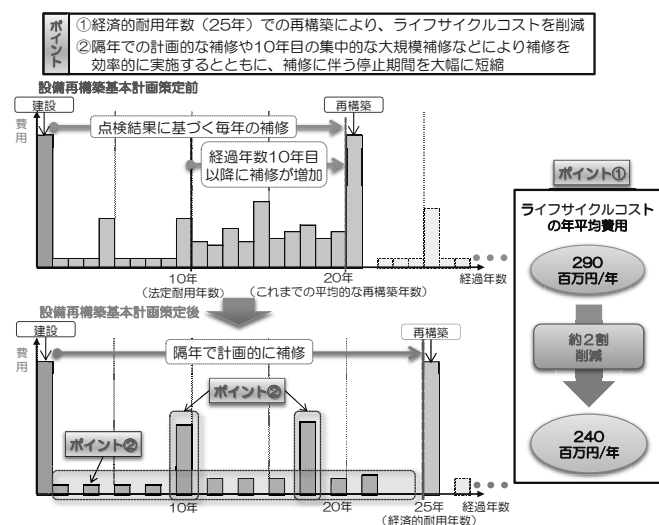 ポイント
①経済的耐用年数（25年）での再構築により、ライフサイクルコストを削減
②隔年での計画的な補修や10年目の集中的な大規模補修などにより補修を
効率的に実施するとともに、補修に伴う停止期間を大幅に短縮
設備再構築基本計画策定前
建設
再構築
費用
点検結果に基づく毎年の補修
経過年数10年目
以降に補修が増加
10年
（法定耐用年数）
20年
（これまでの平均的な再構築年数）
経過年数
設備再構築基本計画策定後
建設
再構築
費用
隔年で計画的に補修
ポイント②
ポイント②
10年
20年
25年
（経済的耐用年数）
経過年数
ポイント①
ライフサイクルコスト
の年平均費用
290
百万円/年
約2割
削減
240
百万円/年